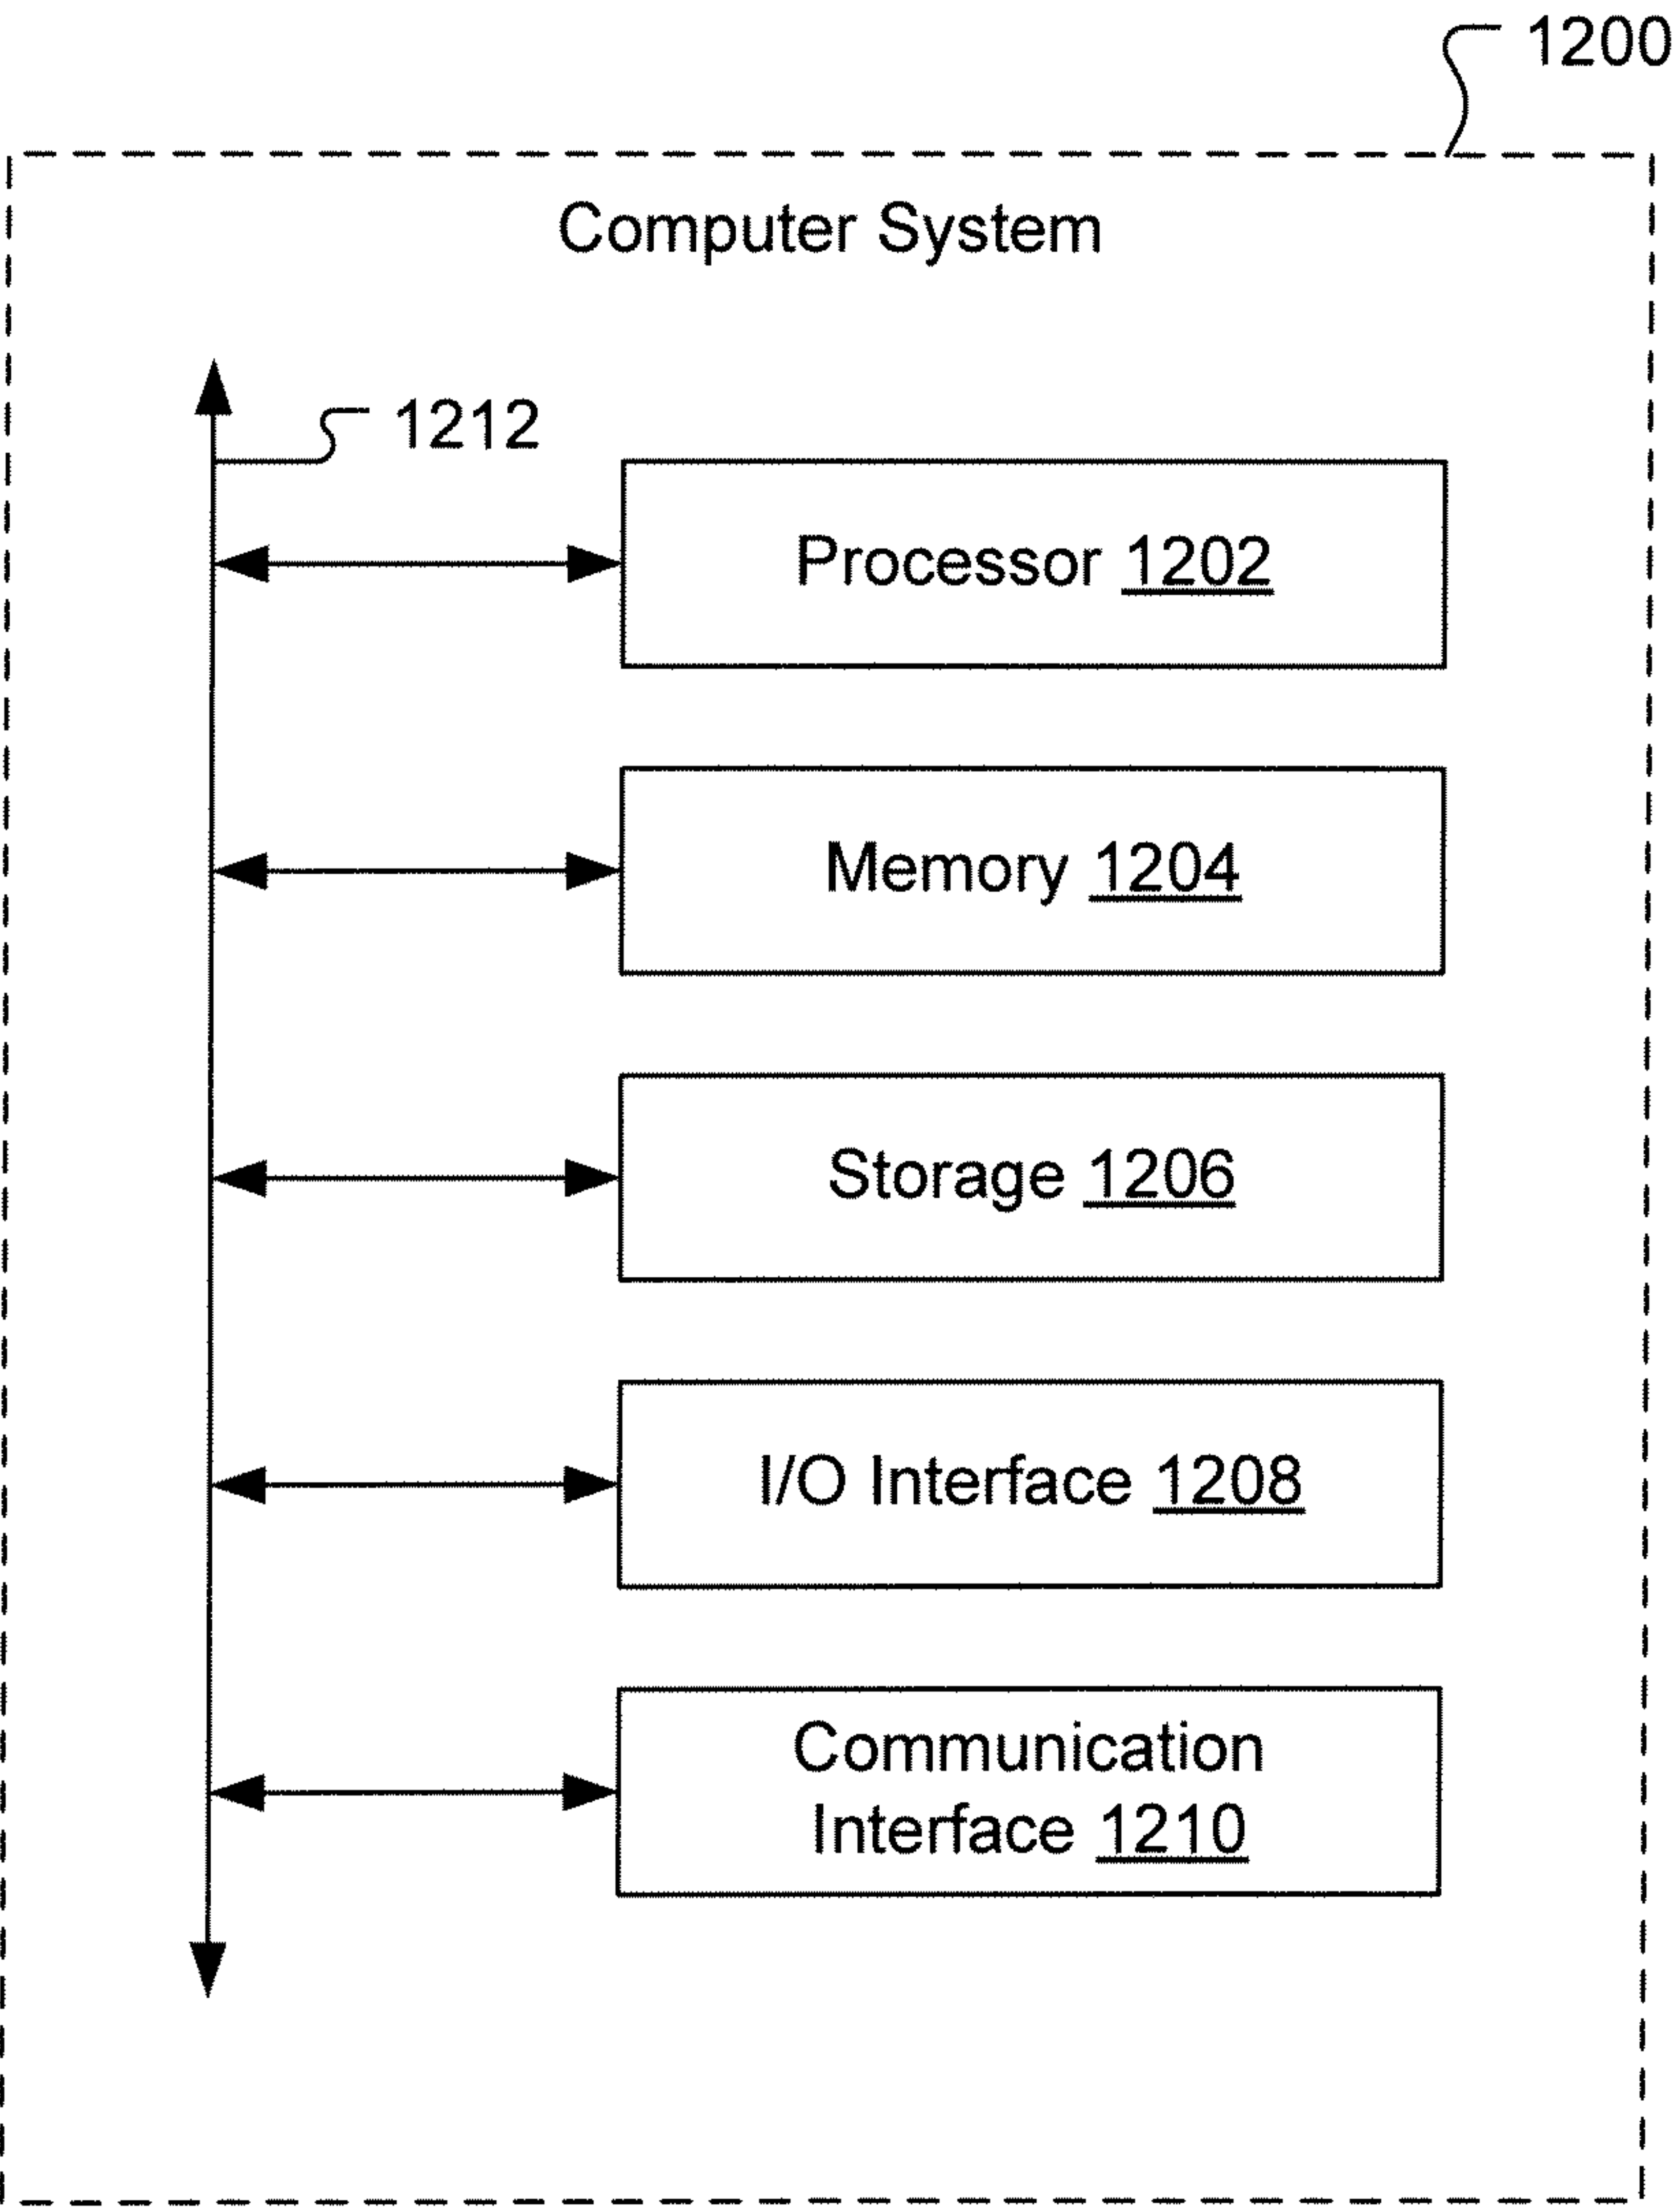 1200
Computer System
1212
Processor 1202
Memory 1204
Storage 1206
I/O Interface 1208
Communication
Interface 1210